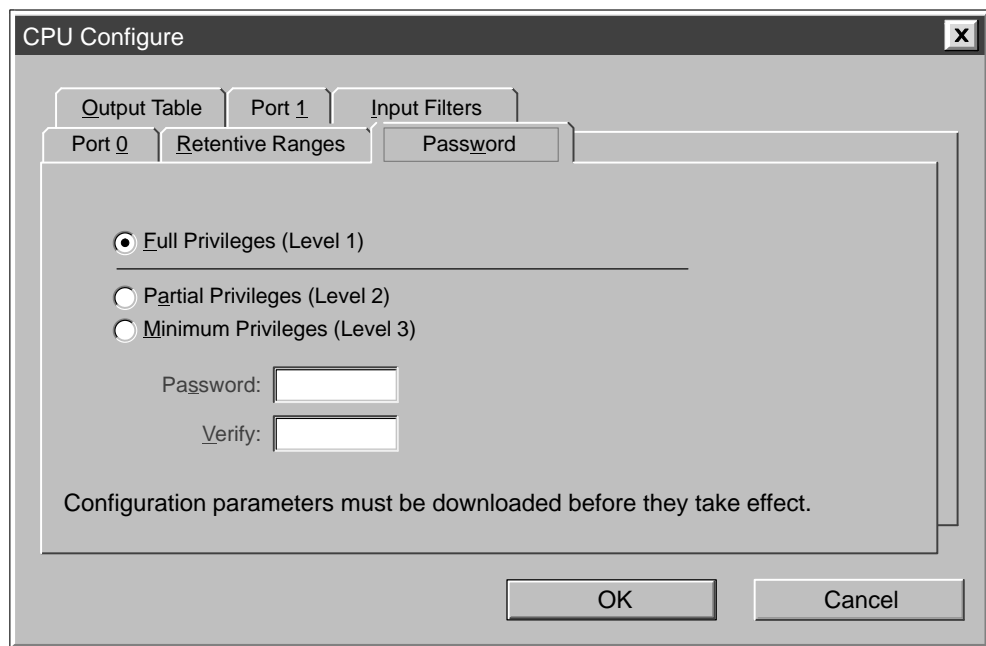 CPU Configure
X
Output Table Port 1 Input Filters
Port 0 Retentive Ranges Password
Full Privileges (Level 1)
Partial Privileges (Level 2)
Minimum Privileges (Level 3)
Password:
Verify:
Configuration parameters must be downloaded before they take effect.
OK Cancel